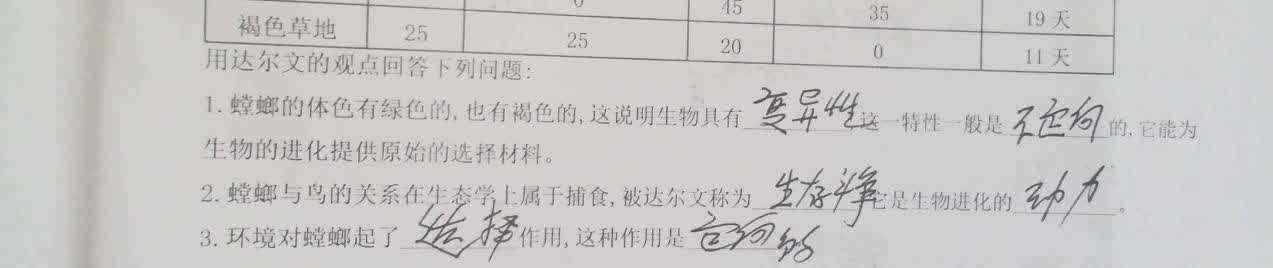 0 45 35 19天
褐色草地 25 25 20 0 11天
用达尔文的观点回答下列问题:
1. 螳螂的体色有绿色的,也有褐色的,这说明生物具有变异性这一特性一般是不定向的,它能为
生物的进化提供原始的选择材料。
2. 螳螂与鸟的关系在生态学上属于捕食,被达尔文称为生存斗争它是生物进化的动力。
3. 环境对螳螂起了选择作用,这种作用是定向的